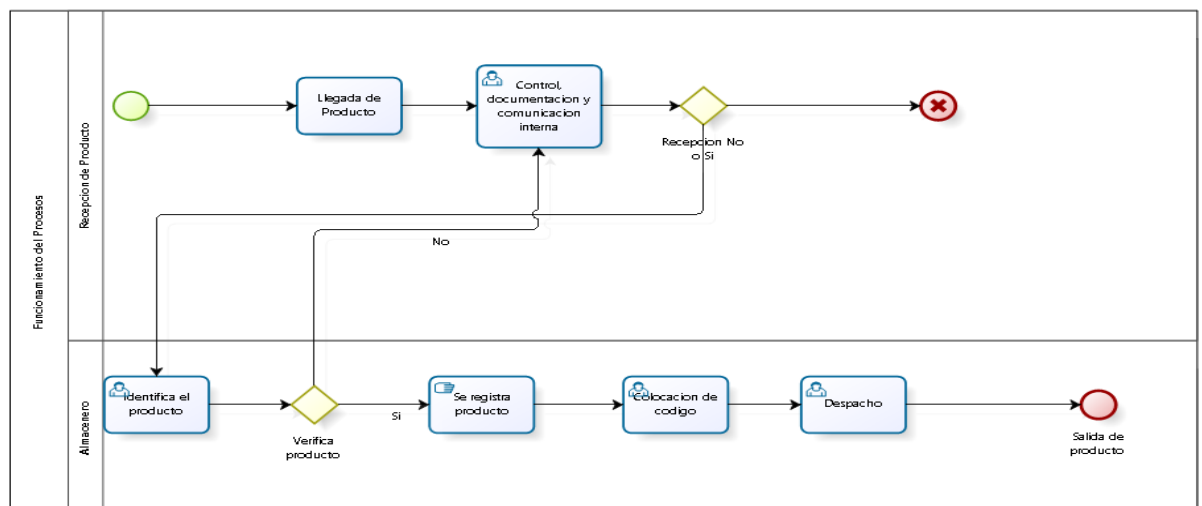 Funcionamiento del Procesos
Recepcion de Producto
Llegada de
Producto
Control,
documentacion y
comunicacion
interna
Recepcion No
o Si
No
Almacenero
Identifica el
producto
Verifica
producto
Si
Se registra
producto
Colocacion de
codigo
Despacho
Salida de
producto